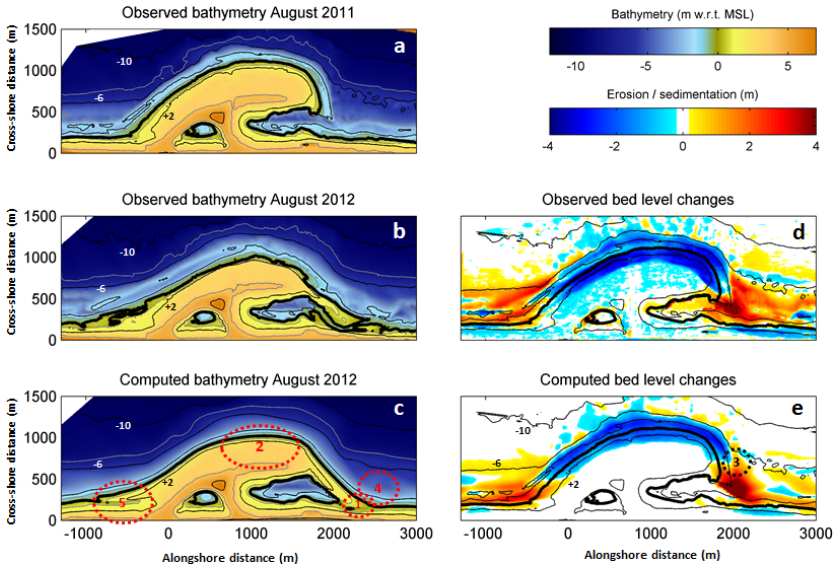 Observed bathymetry August 2011
Bathymetry (m w.r.t. MSL)
-10 -5 0 5
Erosion / sedimentation (m)
-4 -2 0 2 4
Cross-shore distance (m)
1500
1000
500
0
a
-10
-6
+2
Observed bathymetry August 2012
Cross-shore distance (m)
1500
1000
500
0
b
-10
-6
+2
Observed bed level changes
d
Computed bathymetry August 2012
Cross-shore distance (m)
1500
1000
500
0
c
-10
-6
+2
2
5
4
1
-1000 0 1000 2000 3000
Alongshore distance (m)
Computed bed level changes
e
-10
-6
+2
3
-1000 0 1000 2000 3000
Alongshore distance (m)